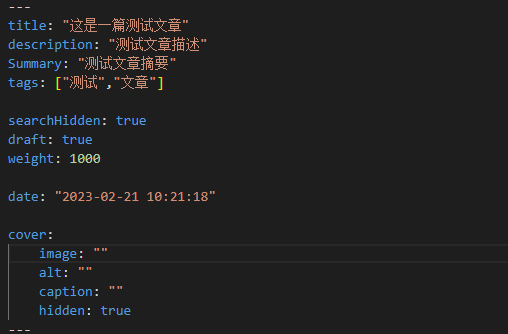 ---
title: "这是一篇测试文章"
description: "测试文章描述"
Summary: "测试文章摘要"
tags: ["测试","文章"]
searchHidden: true
draft: true
weight: 1000
date: "2023-02-21 10:21:18"
cover:
    image: ""
    alt: ""
    caption: ""
    hidden: true
---